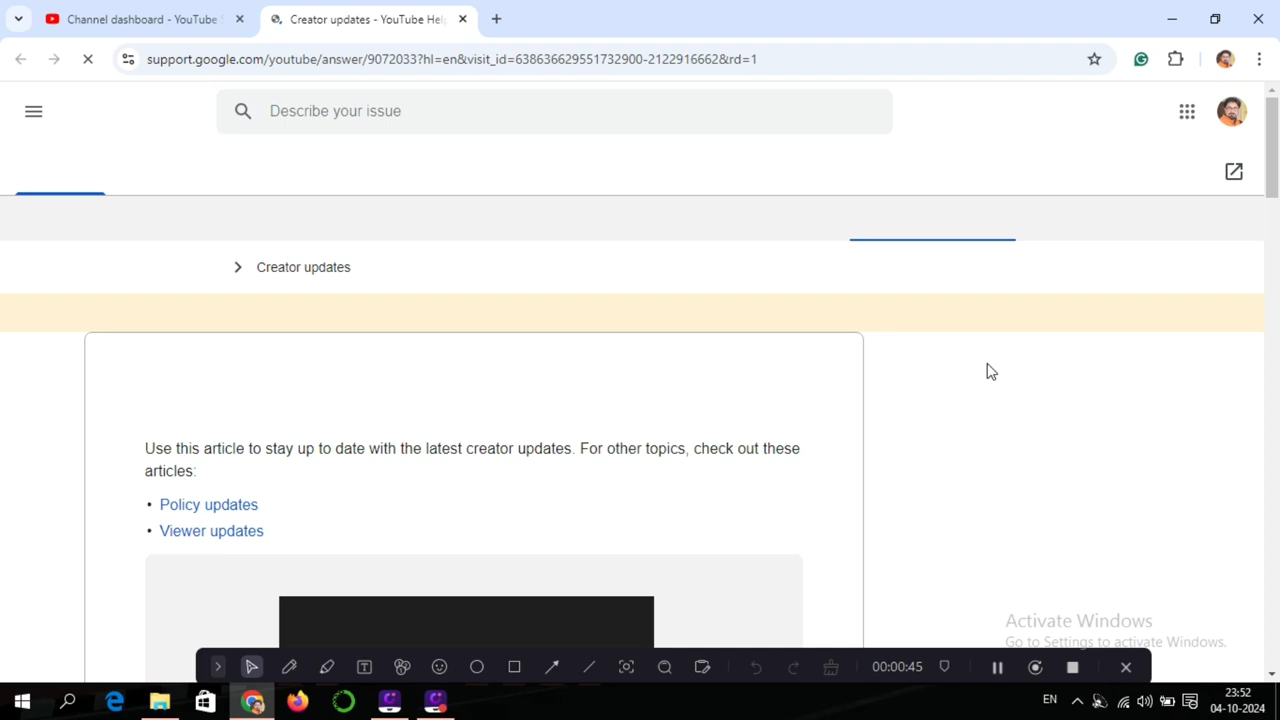 Channel dashboard - YouTube
Creator updates - YouTube Hel
support.google.com/youtube/answer/9072033?hl=en&visit_id=638636629551732900-2122916662&rd=1
Describe your issue
Creator updates
Use this article to stay up to date with the latest creator updates. For other topics, check out these
articles:
• Policy updates
• Viewer updates
Activate Windows
Go to Settings to activate Windows.
00:00:45
EN
23:52
04-10-2024